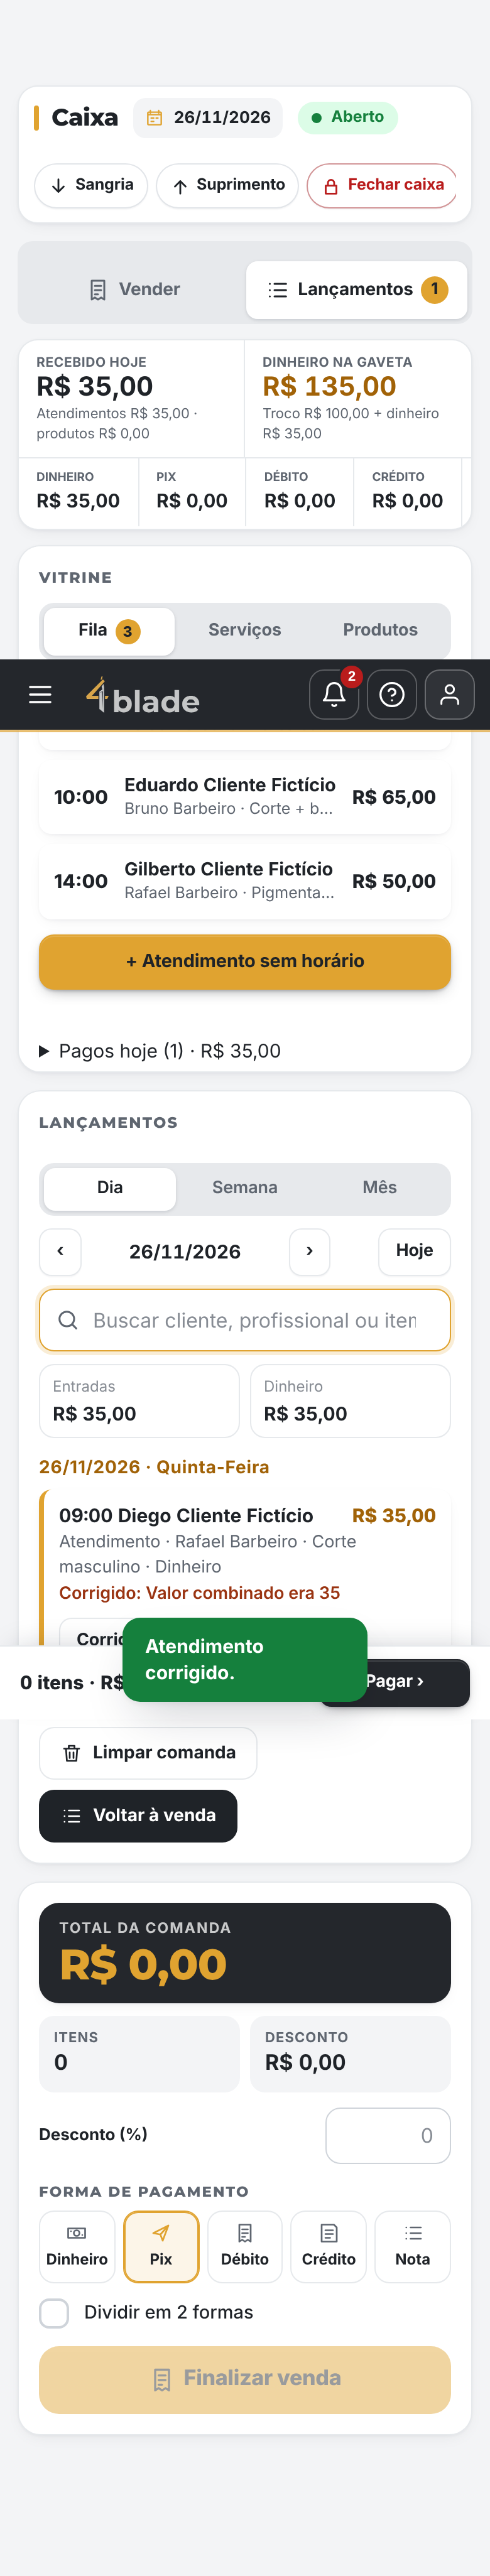 Caixa
26/11/2026
Aberto
Sangria
Suprimento
Fechar caixa
Vender
Lançamentos 1
RECEBIDO HOJE
R$ 35,00
Atendimentos R$ 35,00 ·
produtos R$ 0,00
DINHEIRO NA GAVETA
R$ 135,00
Troco R$ 100,00 + dinheiro
R$ 35,00
DINHEIRO
R$ 35,00
PIX
R$ 0,00
DÉBITO
R$ 0,00
CRÉDITO
R$ 0,00
VITRINE
Fila 3
Serviços
Produtos
4blade
2
10:00
Eduardo Cliente Fictício
Bruno Barbeiro · Corte + b...
R$ 65,00
14:00
Gilberto Cliente Fictício
Rafael Barbeiro · Pigmenta...
R$ 50,00
+ Atendimento sem horário
Pagos hoje (1) · R$ 35,00
LANÇAMENTOS
Dia
Semana
Mês
‹
26/11/2026
›
Hoje
Buscar cliente, profissional ou iter
Entradas
R$ 35,00
Dinheiro
R$ 35,00
26/11/2026 · Quinta-Feira
09:00 Diego Cliente Fictício
R$ 35,00
Atendimento · Rafael Barbeiro · Corte
masculino · Dinheiro
Corrigido: Valor combinado era 35
Atendimento
corrigido.
0 itens · R$
Pagar ›
Limpar comanda
Voltar à venda
TOTAL DA COMANDA
R$ 0,00
ITENS
0
DESCONTO
R$ 0,00
Desconto (%)
0
FORMA DE PAGAMENTO
Dinheiro
Pix
Débito
Crédito
Nota
Dividir em 2 formas
Finalizar venda